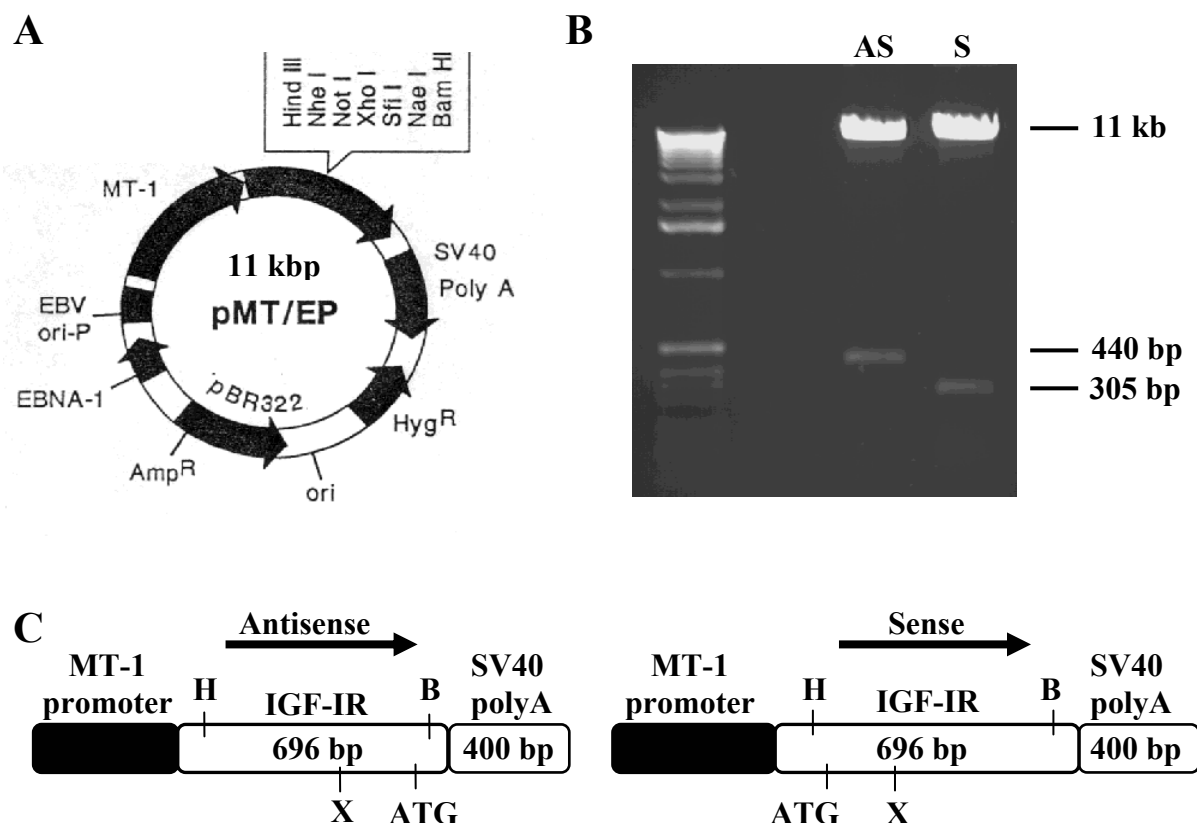 A
Hind III
Nhe I
Not I
Xho I
Sfi I
Nae I
Bam HI
MT-1
SV40
Poly A
11 kbp
pMT/EP
EBV
ori-P
EBNA-1
pBR322
HygR
AmpR
ori
B
AS S
11 kb
440 bp
305 bp
C
Antisense
MT-1
promoter
H
IGF-IR
B
SV40
polyA
696 bp
400 bp
X
ATG
Sense
MT-1
promoter
H
IGF-IR
B
SV40
polyA
696 bp
400 bp
ATG
X